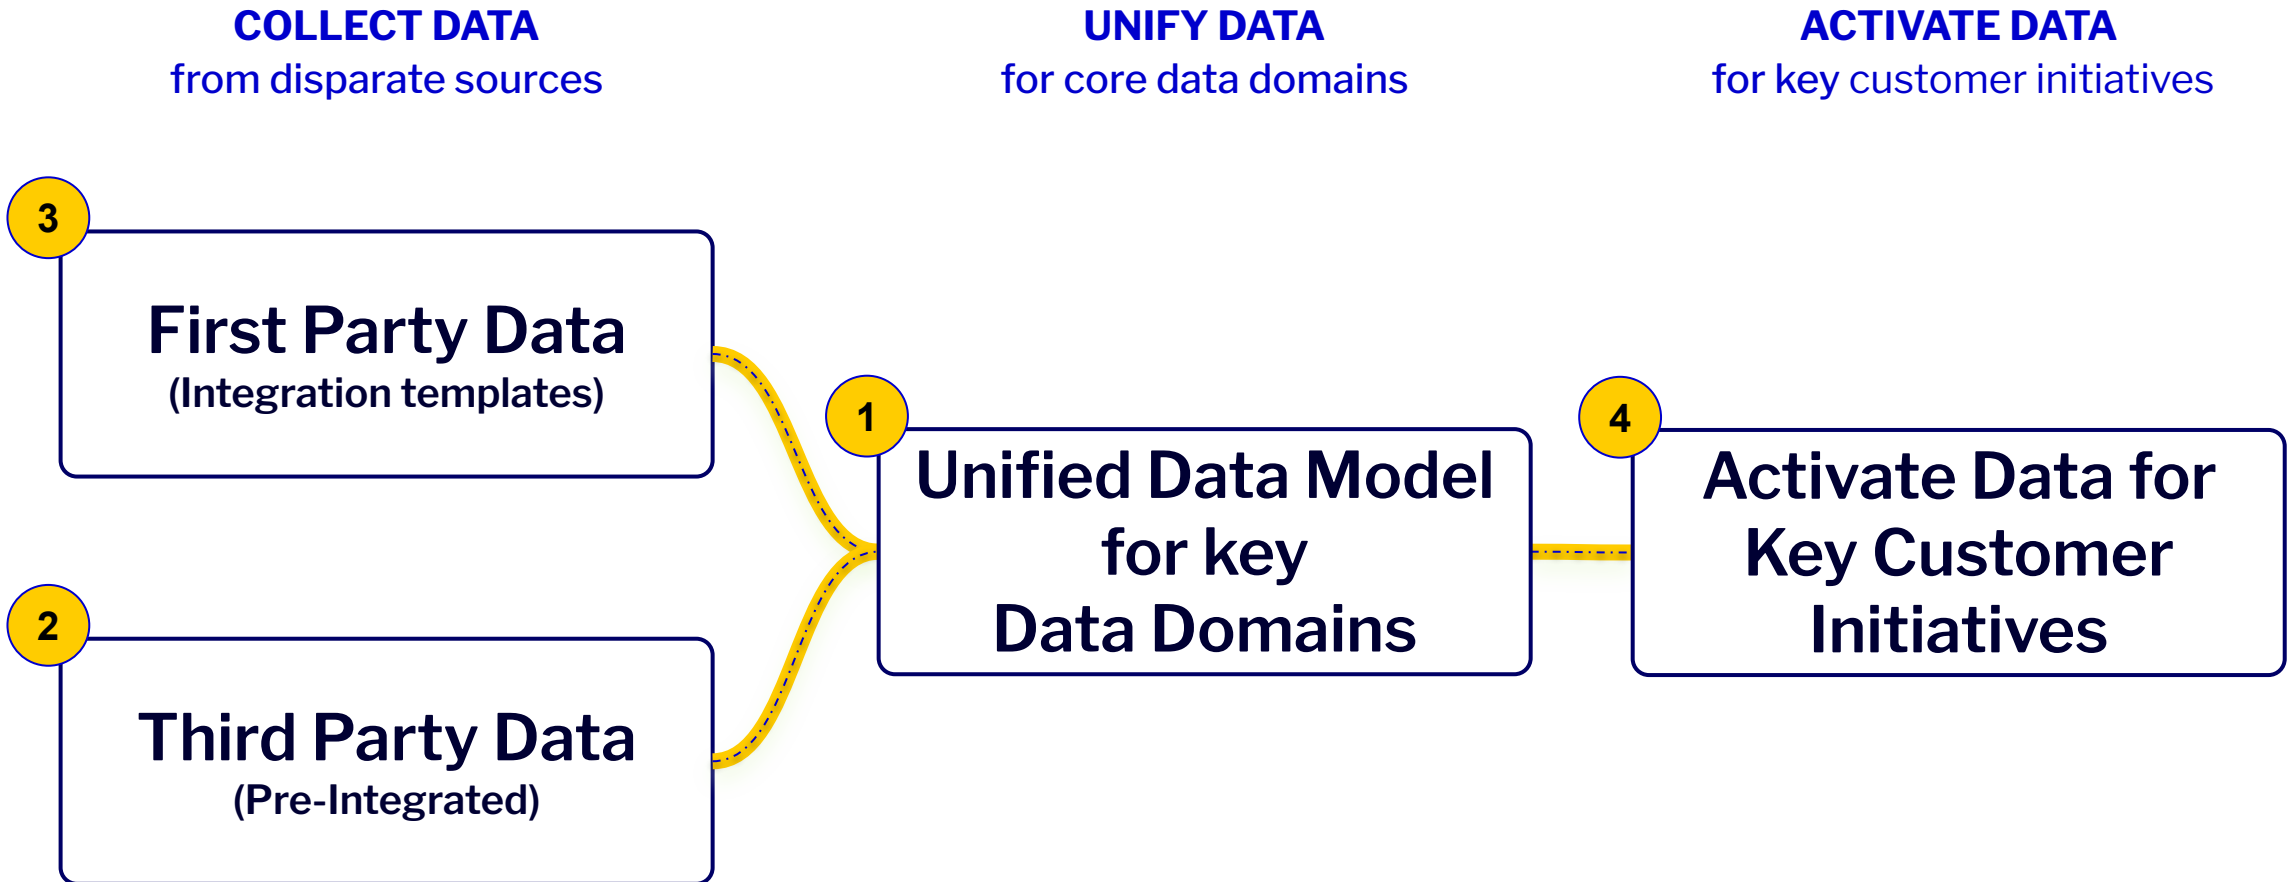 COLLECT DATA
from disparate sources
UNIFY DATA
for core data domains
ACTIVATE DATA
for key customer initiatives
3
First Party Data
(Integration templates)
2
Third Party Data
(Pre-Integrated)
1
Unified Data Model
for key
Data Domains
4
Activate Data for
Key Customer
Initiatives